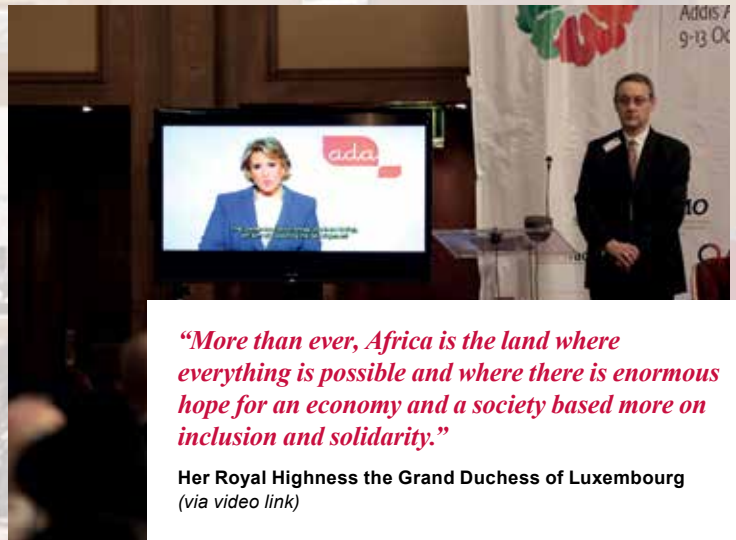 Addis A
9-13 Oc
ada
“More than ever, Africa is the land where
everything is possible and where there is enormous
hope for an economy and a society based more on
inclusion and solidarity.”
Her Royal Highness the Grand Duchess of Luxembourg
(via video link)